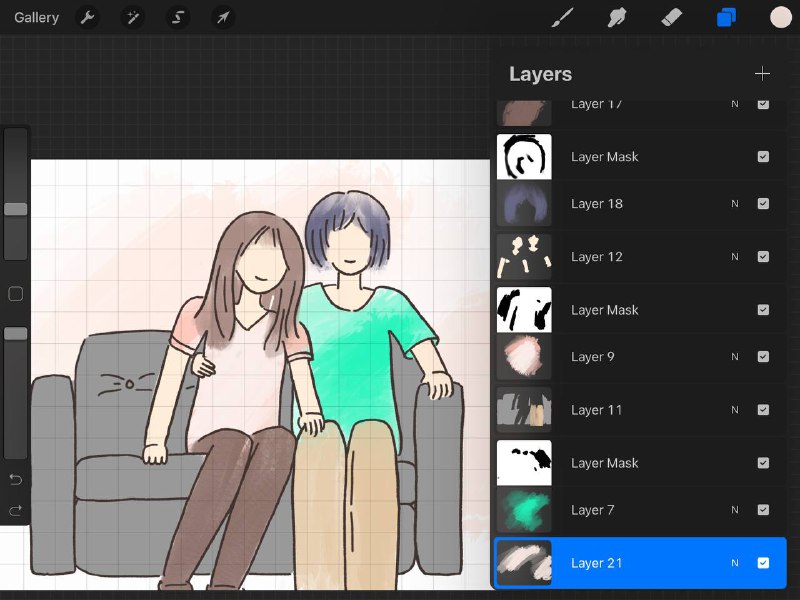 Gallery
Layers
Layer 17 N
Layer Mask
Layer 18 N
Layer 12 N
Layer Mask
Layer 9 N
Layer 11 N
Layer Mask
Layer 7 N
Layer 21 N